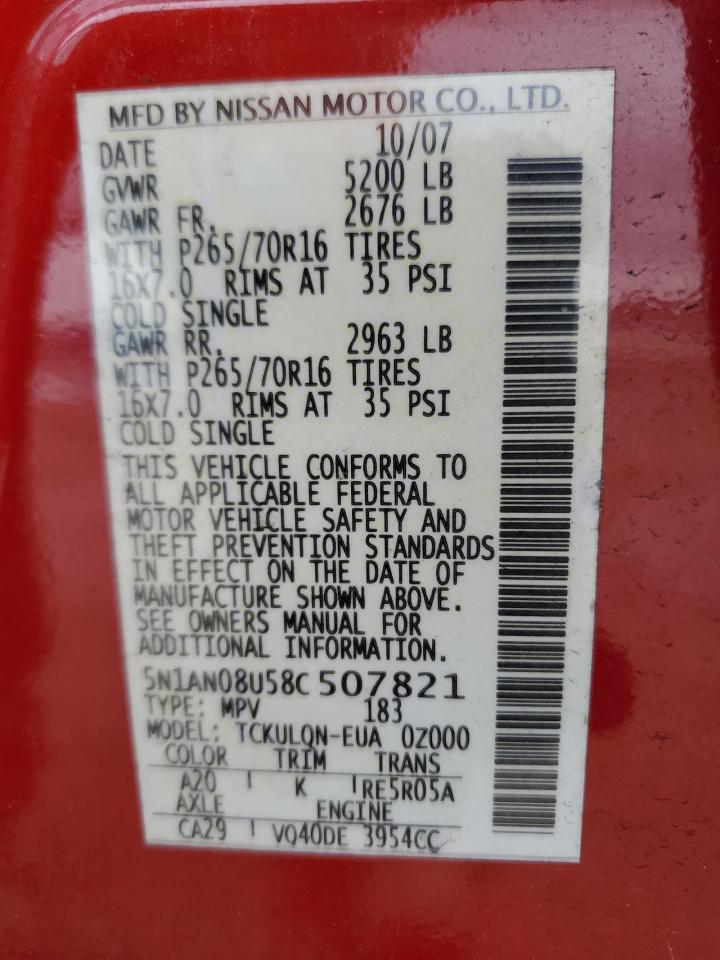 MFD BY NISSAN MOTOR CO., LTD.
DATE 10/07
GVWR 5200 LB
GAWR FR. 2676 LB
WITH P265/70R16 TIRES
16X7.0 RIMS AT 35 PSI
COLD SINGLE
GAWR RR. 2963 LB
WITH P265/70R16 TIRES
16X7.0 RIMS AT 35 PSI
COLD SINGLE
THIS VEHICLE CONFORMS TO
ALL APPLICABLE FEDERAL
MOTOR VEHICLE SAFETY AND
THEFT PREVENTION STANDARDS
IN EFFECT ON THE DATE OF
MANUFACTURE SHOWN ABOVE.
SEE OWNERS MANUAL FOR
ADDITIONAL INFORMATION.
5N1AN08U58C507821
TYPE: MPV 183
MODEL: TCKULQN-EUA 0Z000
COLOR TRIM TRANS
A20 K RE5R05A
AXLE ENGINE
CA29 VQ40DE 3954CC